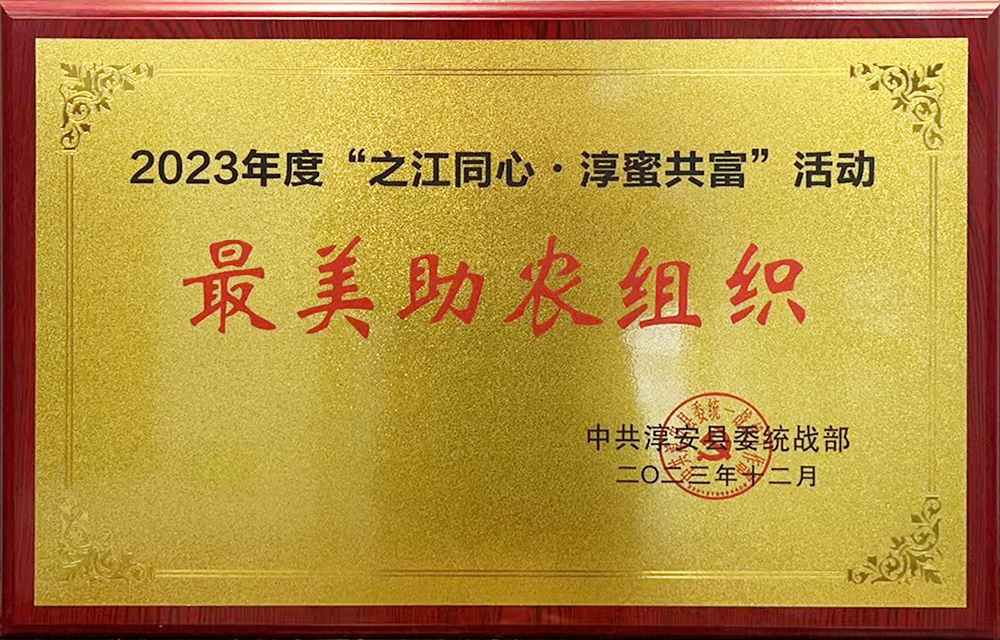 2023年度“之江同心·淳蜜共富”活动
最美助农组织
中共淳安县委统战部
二〇二三年十二月